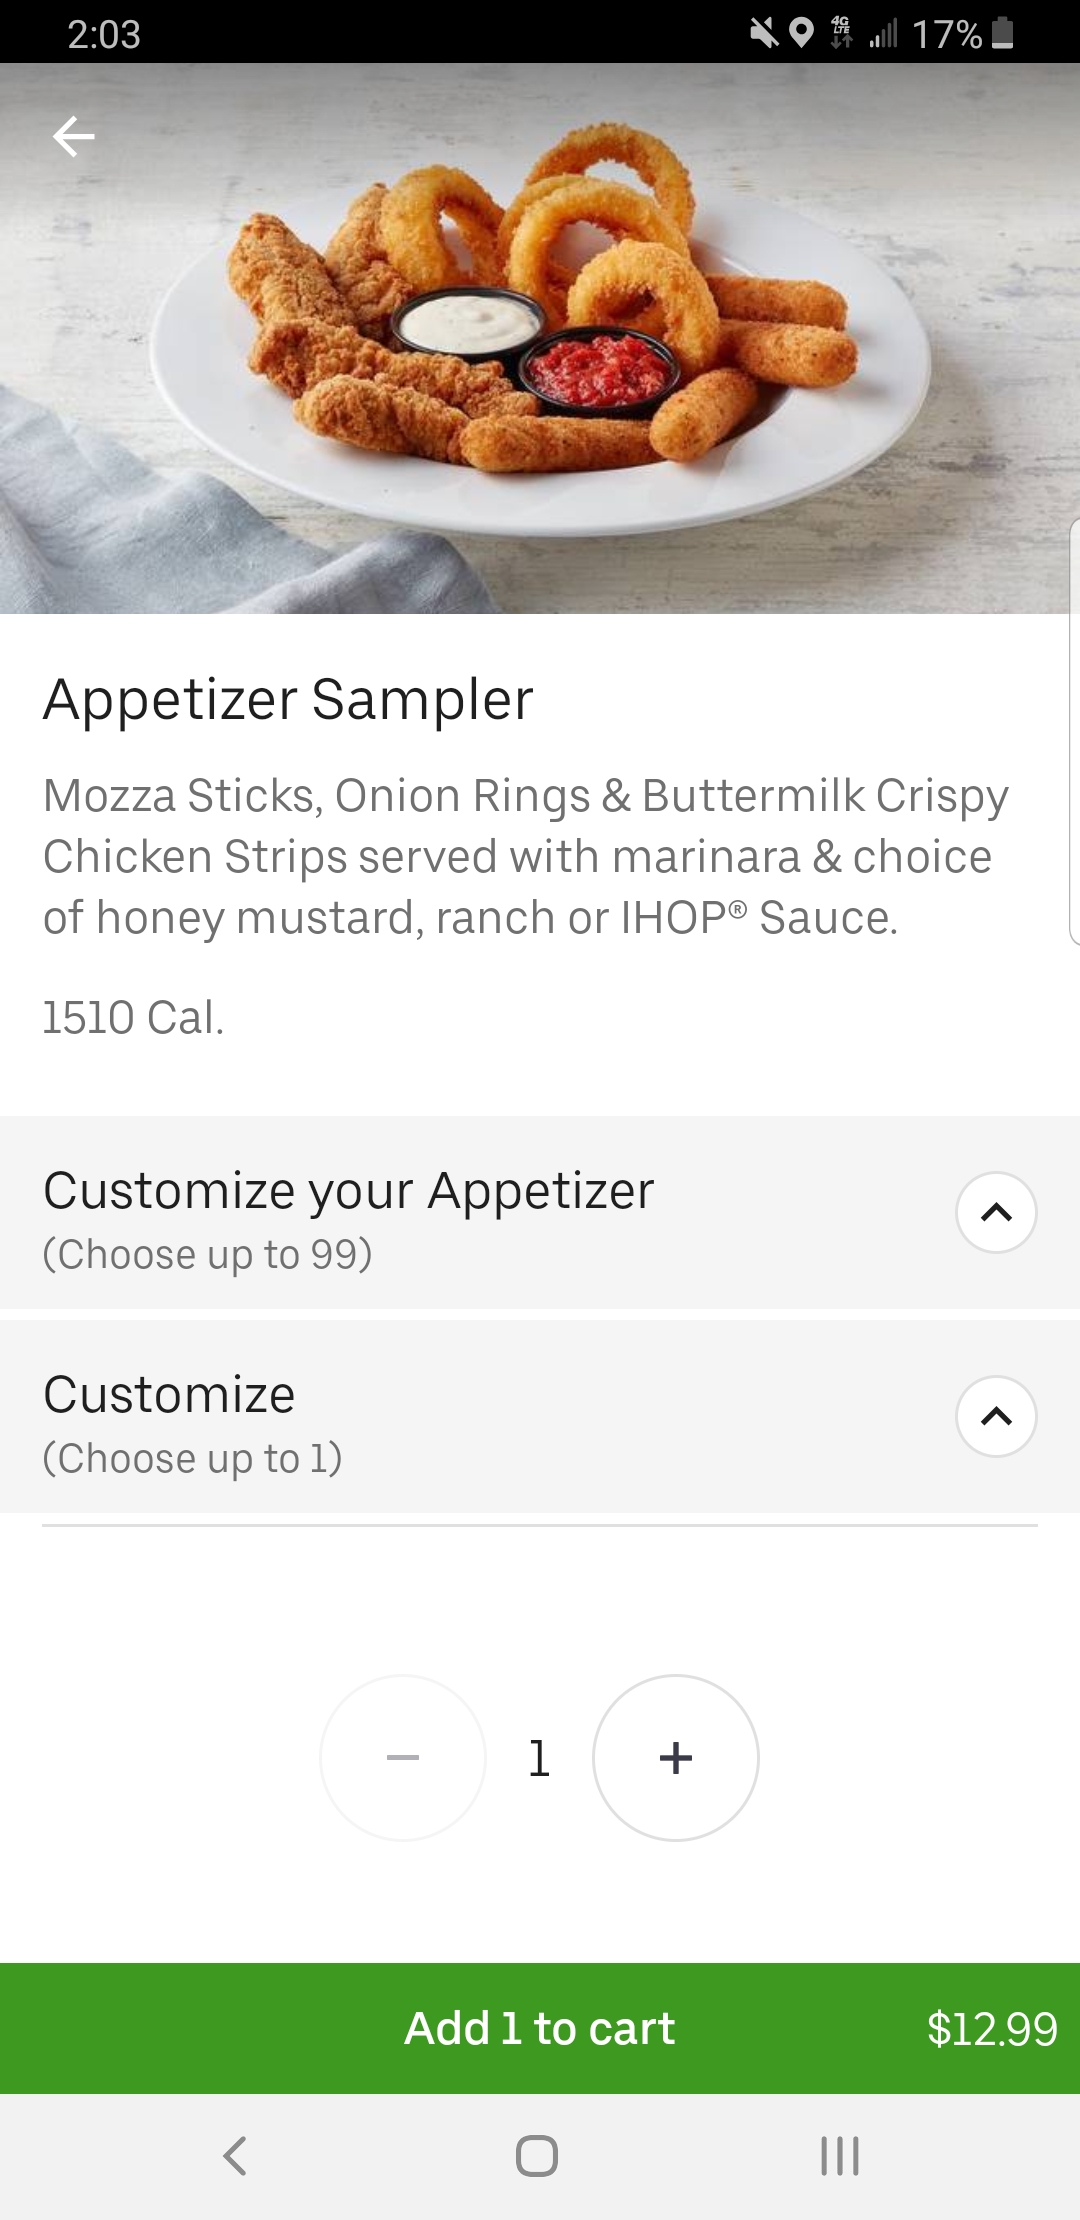 2:03
4G LTE 17%
Appetizer Sampler
Mozza Sticks, Onion Rings & Buttermilk Crispy
Chicken Strips served with marinara & choice
of honey mustard, ranch or IHOP® Sauce.
1510 Cal.
Customize your Appetizer
(Choose up to 99)
Customize
(Choose up to 1)
1
Add 1 to cart $12.99